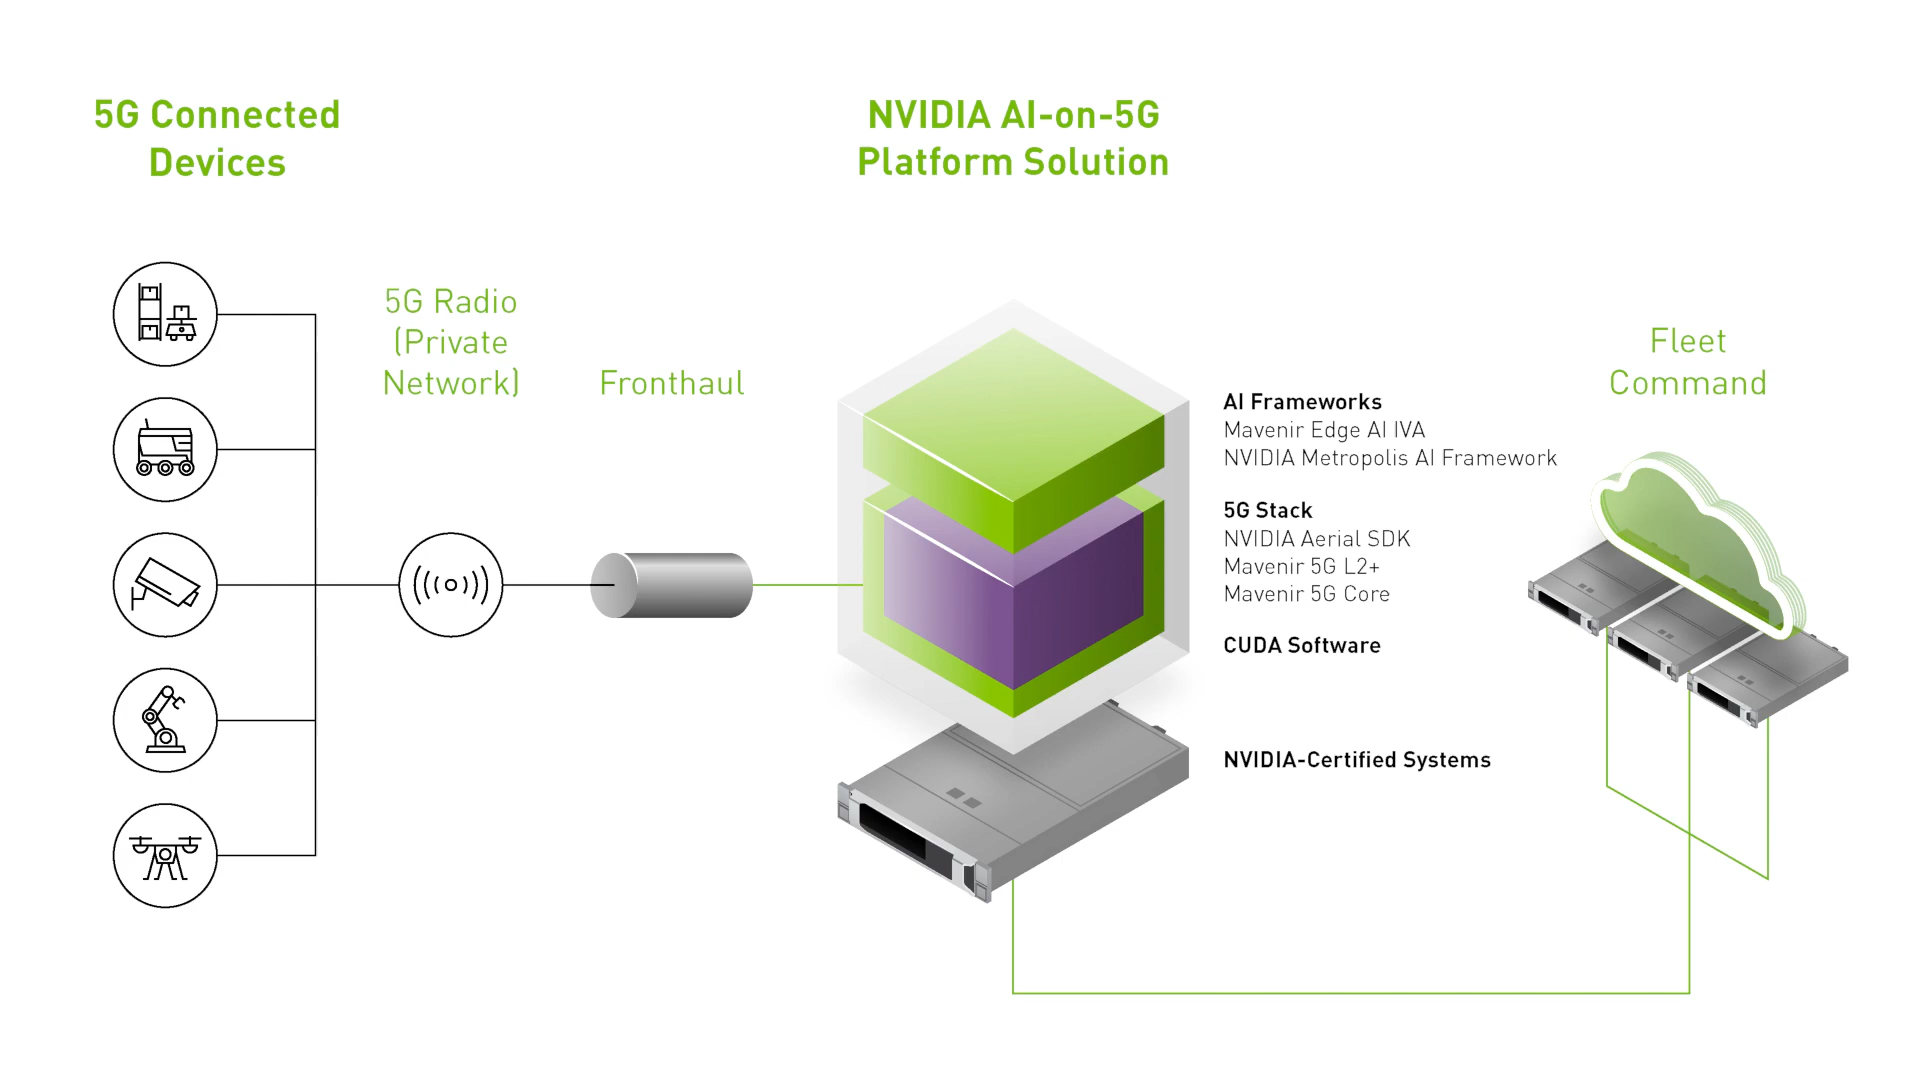 5G Connected
Devices
NVIDIA AI-on-5G
Platform Solution
5G Radio
(Private
Network)
Fronthaul
AI Frameworks
Mavenir Edge AI IVA
NVIDIA Metropolis AI Framework
5G Stack
NVIDIA Aerial SDK
Mavenir 5G L2+
Mavenir 5G Core
CUDA Software
NVIDIA-Certified Systems
Fleet
Command